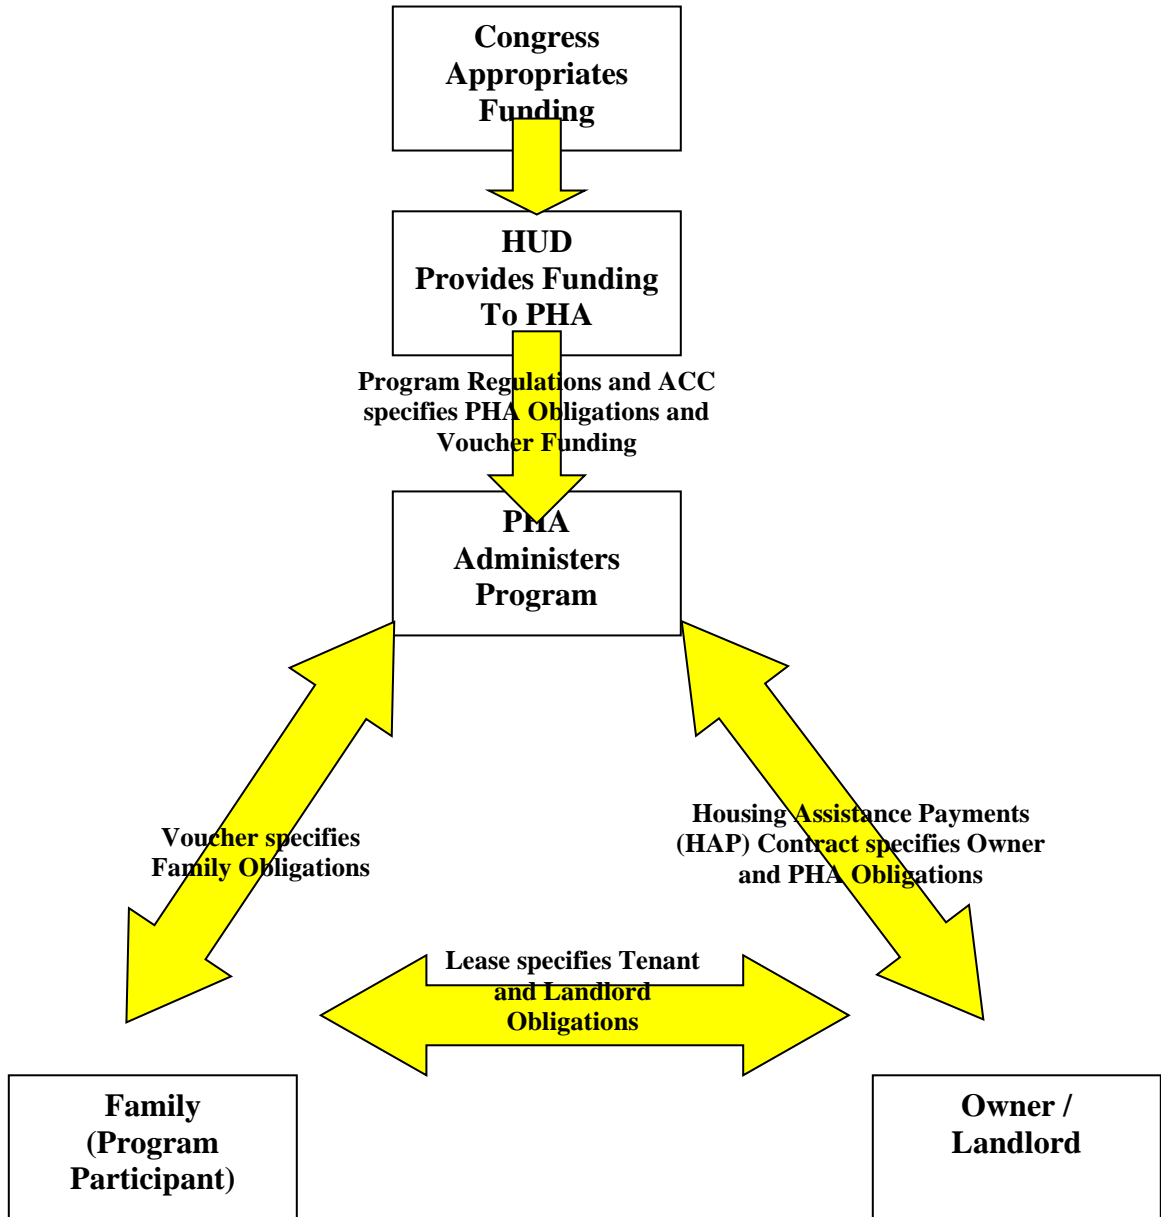 Congress
Appropriates
Funding
HUD
Provides Funding
To PHA
Program Regulations and ACC
specifies PHA Obligations and
Voucher Funding
PHA
Administers
Program
Voucher specifies
Family Obligations
Housing Assistance Payments
(HAP) Contract specifies Owner
and PHA Obligations
Lease specifies Tenant
and Landlord
Obligations
Family
(Program
Participant)
Owner /
Landlord